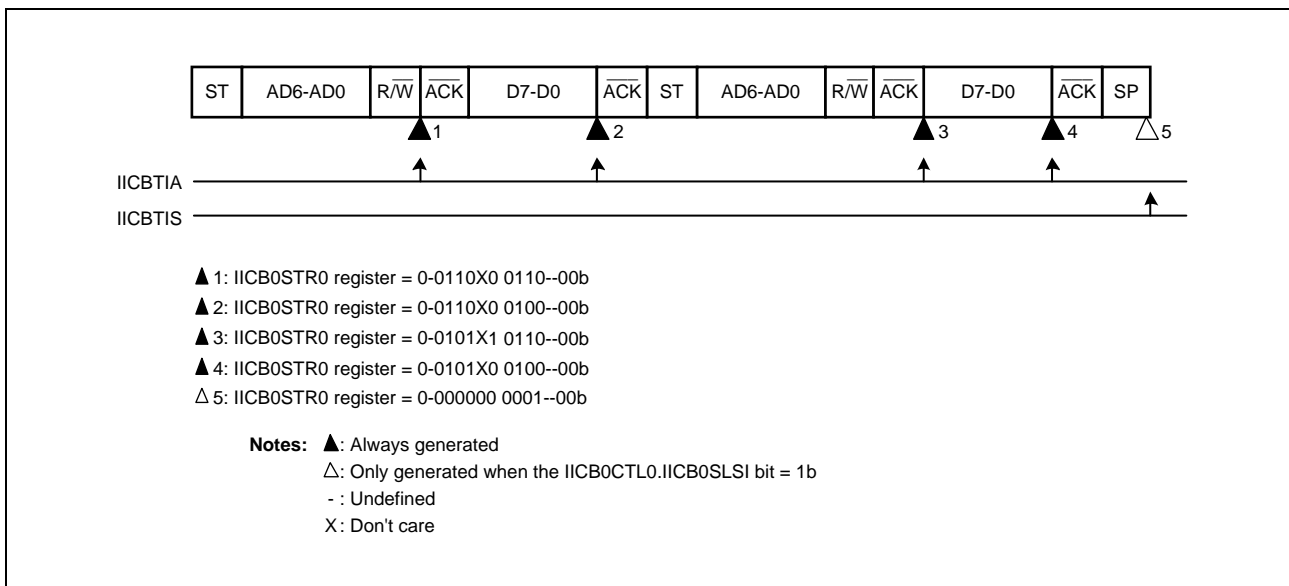 ST AD6-AD0 R/W ACK D7-D0 ACK ST AD6-AD0 R/W ACK D7-D0 ACK SP
▲1 ▲2 ▲3 ▲4 △5
IICBTIA
IICBTIS
▲ 1: IICB0STR0 register = 0-0110X0 0110--00b
▲ 2: IICB0STR0 register = 0-0110X0 0100--00b
▲ 3: IICB0STR0 register = 0-0101X1 0110--00b
▲ 4: IICB0STR0 register = 0-0101X0 0100--00b
△ 5: IICB0STR0 register = 0-000000 0001--00b
Notes: ▲: Always generated
△: Only generated when the IICB0CTL0.IICB0SLSI bit = 1b
- : Undefined
X: Don't care